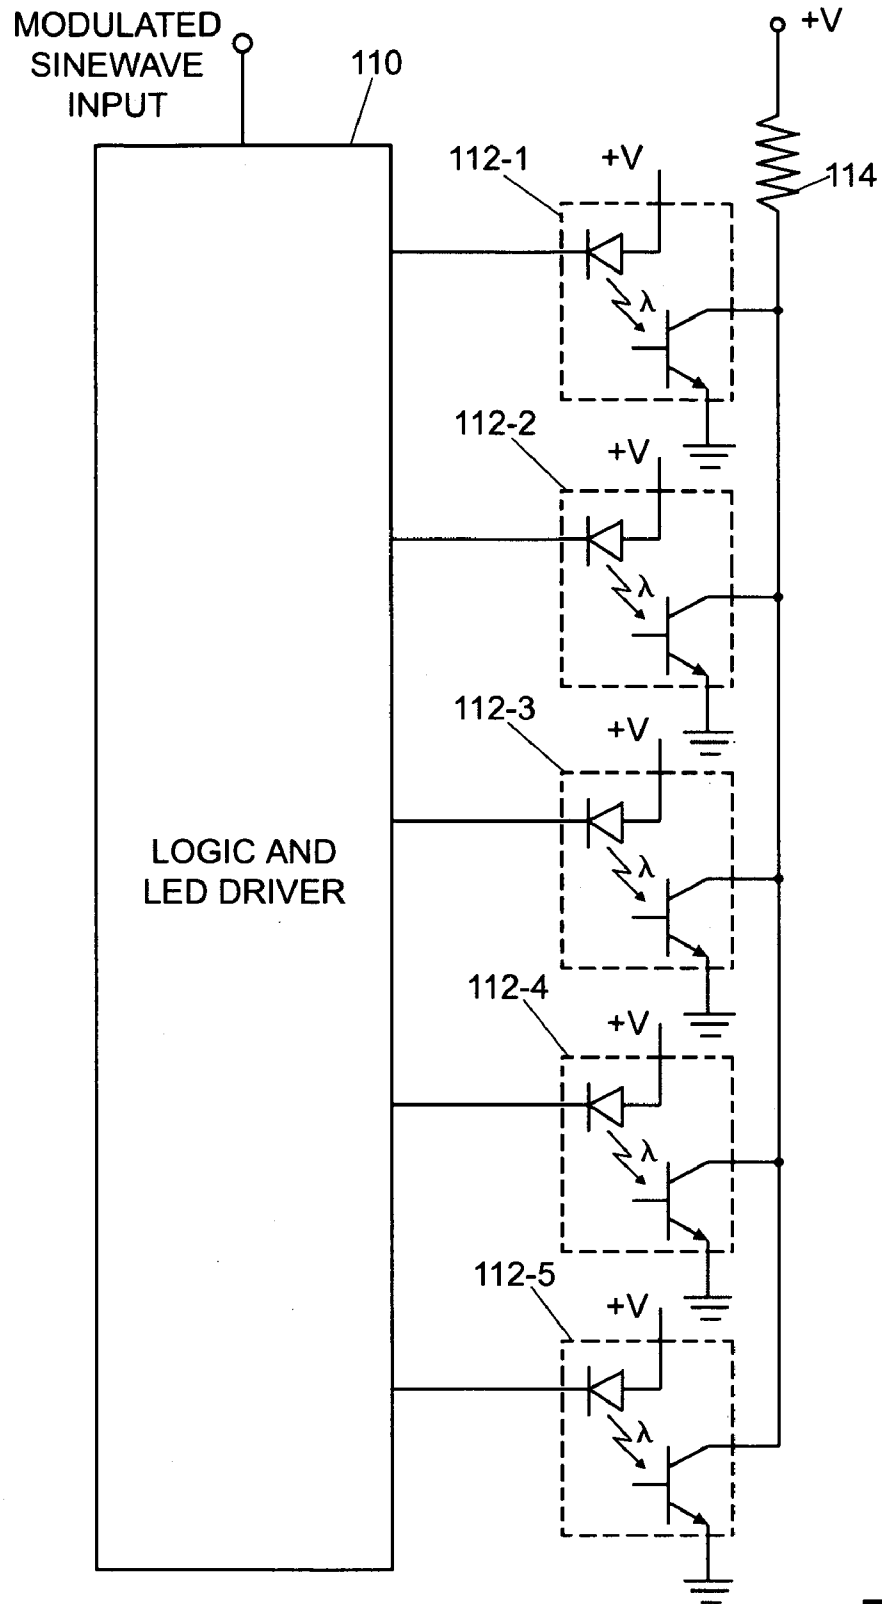 MODULATED
SINEWAVE
INPUT
+V
110
112-1
+V
114
λ
112-2
+V
λ
112-3
+V
λ
LOGIC AND
LED DRIVER
112-4
+V
λ
112-5
+V
λ